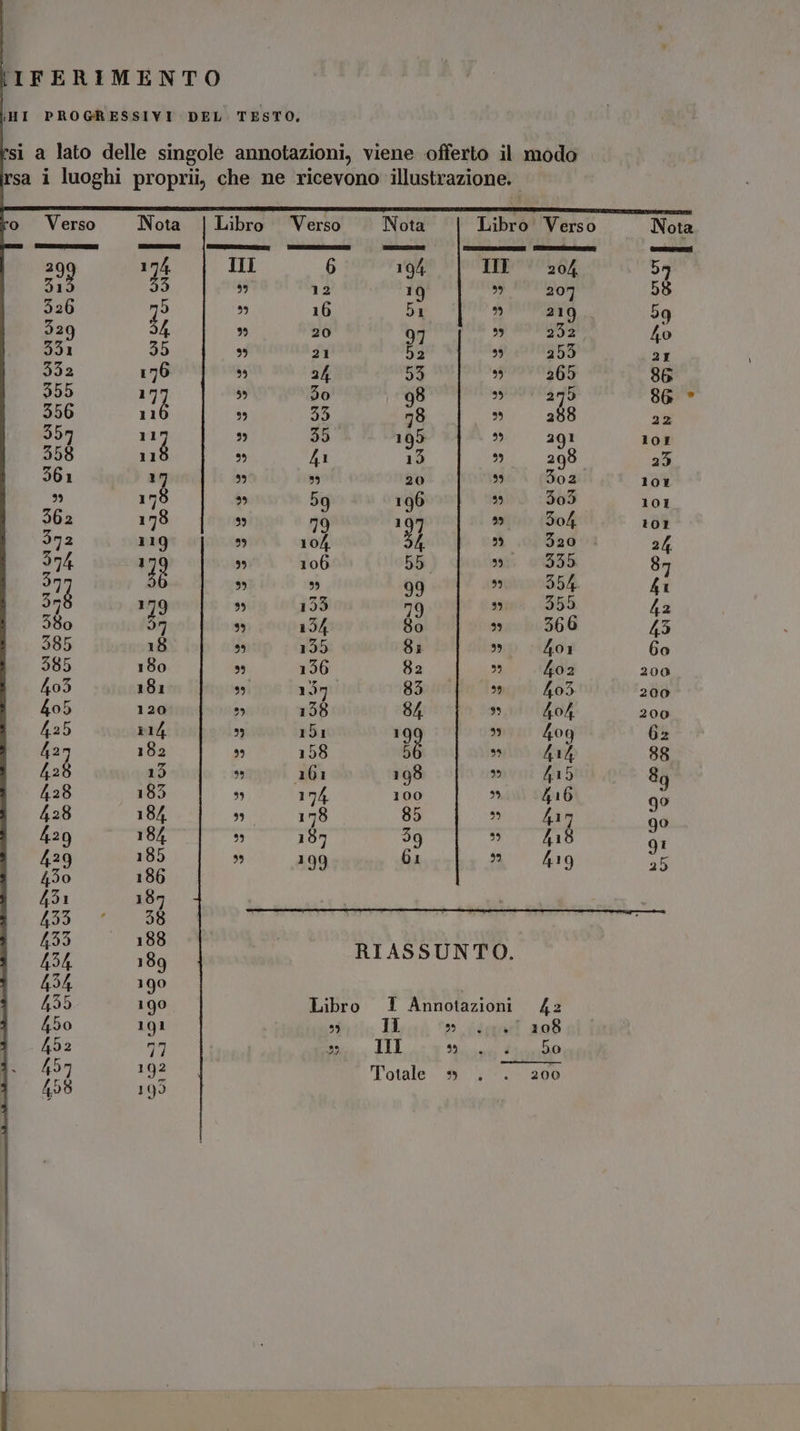 IFERIMENTO
HI PROGRESSIVI DEL TESTO.
rsi a lato delle singole annotazioni, viene offerto il modo
rsa i luoghi proprii, che ne ricevono illustrazione.
ro Verso Nota Libro Verso Nota Libro Verso Nota
299 174 III 6 194 III 204 57
313 33 „ 12 19 „ 207 58
326 75 „ 16 51 „ 219 59
329 34 „ 20 97 „ 232 40
331 35 „ 21 52 „ 253 21
332 176 „ 24 53 „ 265 86
355 177 „ 30 98 „ 275 86
356 116 „ 33 78 „ 288 22
357 117 „ 35 195 „ 291 101
358 118 „ 41 13 „ 298 23
361 17 „ „ 20 „ 302 101
„ 178 „ 59 196 „ 303 101
362 178 „ 79 197 „ 304 101
372 119 „ 104 34 „ 320 24
374 179 „ 106 55 „ 335 87
377 36 „ „ 99 „ 354 41
378 179 „ 133 79 „ 355 42
380 37 „ 134 80 „ 366 43
385 18 „ 135 81 „ 401 60
385 180 „ 136 82 „ 402 200
403 181 „ 137 83 „ 403 200
405 120 „ 138 84 „ 404 200
425 114 „ 151 199 „ 409 62
427 182 „ 158 56 „ 414 88
428 13 „ 161 198 „ 415 89
428 183 „ 174 100 „ 416 90
428 184 „ 178 85 „ 417 90
429 184 „ 187 39 „ 418 91
429 185 „ 199 61 „ 419 25
430 186
431 187
433 38
433 188
434 189
434 190
435 190
450 191
452 77
457 192
458 193
RIASSUNTO.
Libro I Annotazioni 42
„ II „ . . . 108
„ III „ . . . 50
Totale „ . . 200